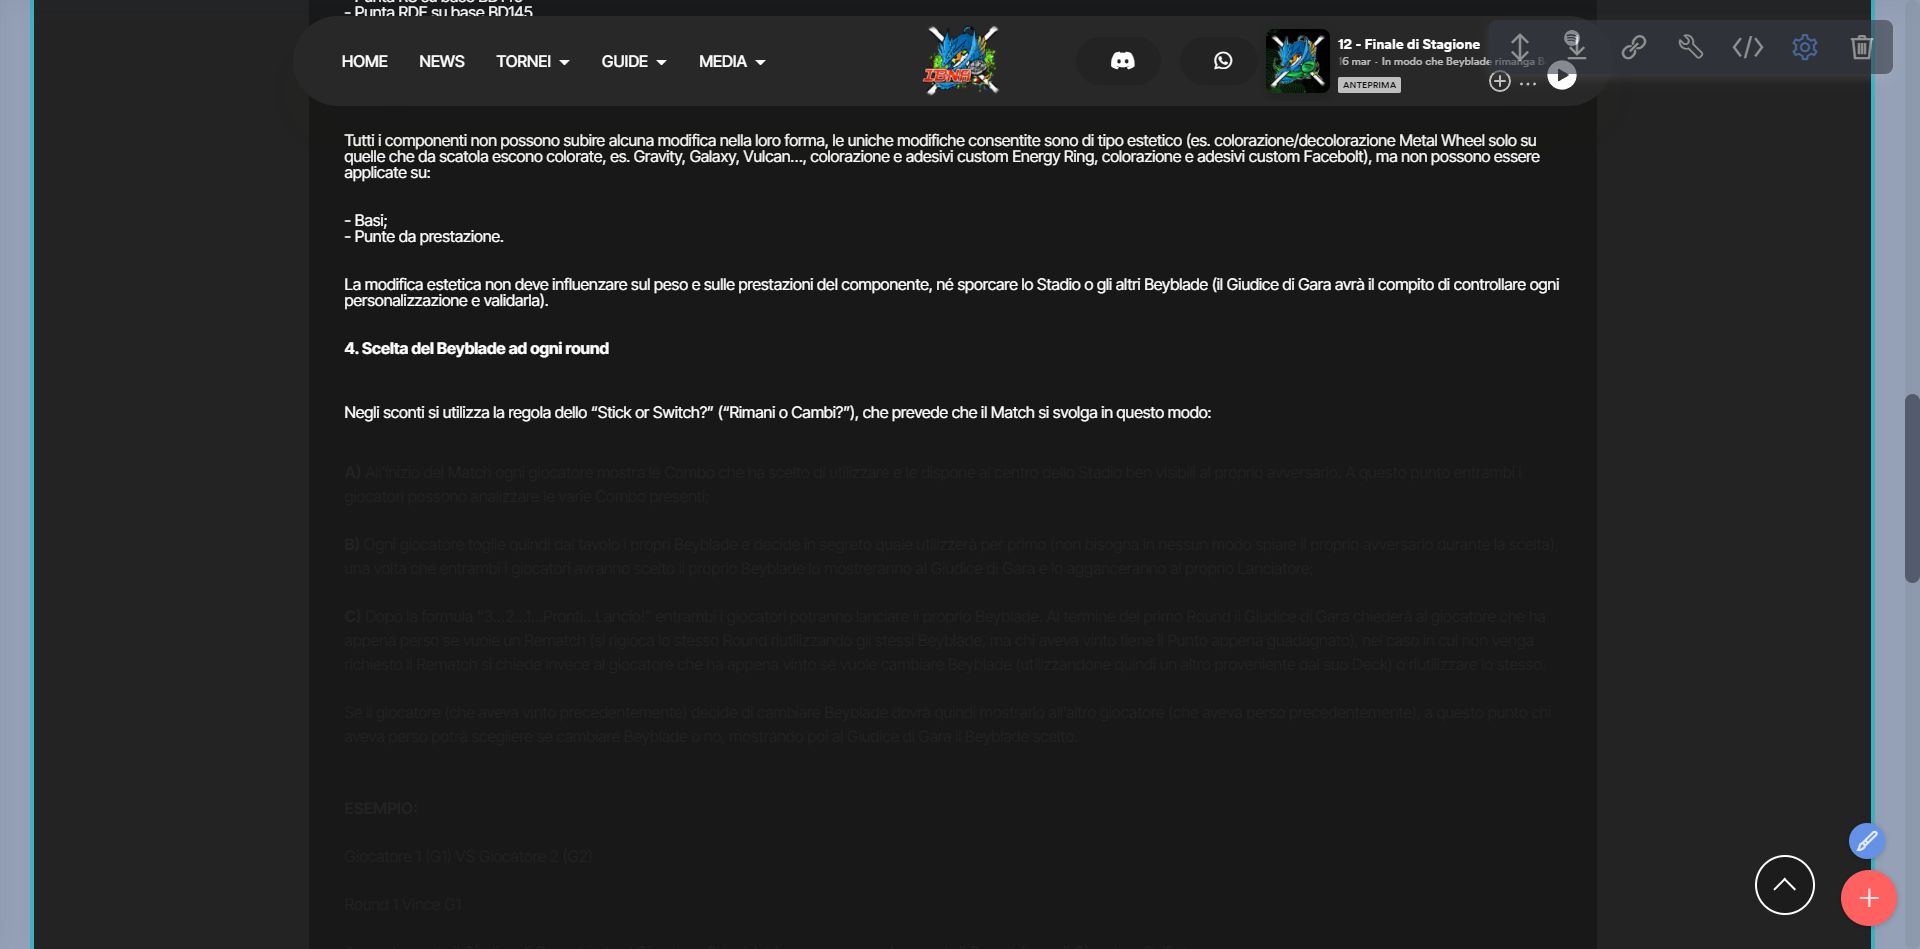 - Punta RDF su base BD145
HOME NEWS TORNEI GUIDE MEDIA
IBNA
12 - Finale di Stagione
16 mar - In modo che Beyblade rimanga B
ANTEPRIMA
Tutti i componenti non possono subire alcuna modifica nella loro forma, le uniche modifiche consentite sono di tipo estetico (es. colorazione/decolorazione Metal Wheel solo su
quelle che da scatola escono colorate, es. Gravity, Galaxy, Vulcan..., colorazione e adesivi custom Energy Ring, colorazione e adesivi custom Facebolt), ma non possono essere
applicate su:
- Basi;
- Punte da prestazione.
La modifica estetica non deve influenzare sul peso e sulle prestazioni del componente, né sporcare lo Stadio o gli altri Beyblade (il Giudice di Gara avrà il compito di controllare ogni
personalizzazione e validarla).
4. Scelta del Beyblade ad ogni round
Negli sconti si utilizza la regola dello “Stick or Switch?” (“Rimani o Cambi?”), che prevede che il Match si svolga in questo modo:
A) All'inizio del Match ogni giocatore mostra le Combo che ha scelto di utilizzare e le dispone al centro dello Stadio ben visibili al proprio avversario. A questo punto entrambi i
giocatori possono analizzare le varie Combo presenti;
B) Ogni giocatore toglie quindi dal tavolo i propri Beyblade e decide in segreto quale utilizzerà per primo (non bisogna in nessun modo spiare il proprio avversario durante la scelta),
una volta che entrambi i giocatori avranno scelto il proprio Beyblade lo mostreranno al Giudice di Gara e lo agganceranno al proprio Lanciatore;
C) Dopo la formula “3...2...1...Pronti...Lancio!” entrambi i giocatori potranno lanciare il proprio Beyblade. Al termine del primo Round il Giudice di Gara chiederà al giocatore che ha
appena perso se vuole un Rematch (si rigioca lo stesso Round riutilizzando gli stessi Beyblade, ma chi aveva vinto tiene il Punto appena guadagnato), nel caso in cui non venga
richiesto il Rematch si chiede invece al giocatore che ha appena vinto se vuole cambiare Beyblade (utilizzandone quindi un altro proveniente dal suo Deck) o riutilizzare lo stesso.
Se il giocatore (che aveva vinto precedentemente) decide di cambiare Beyblade dovrà quindi mostrarlo all'altro giocatore (che aveva perso precedentemente), a questo punto chi
aveva perso potrà scegliere se cambiare Beyblade o no, mostrando poi al Giudice di Gara il Beyblade scelto.
ESEMPIO:
Giocatore 1 (G1) VS Giocatore 2 (G2)
Round 1 Vince G1